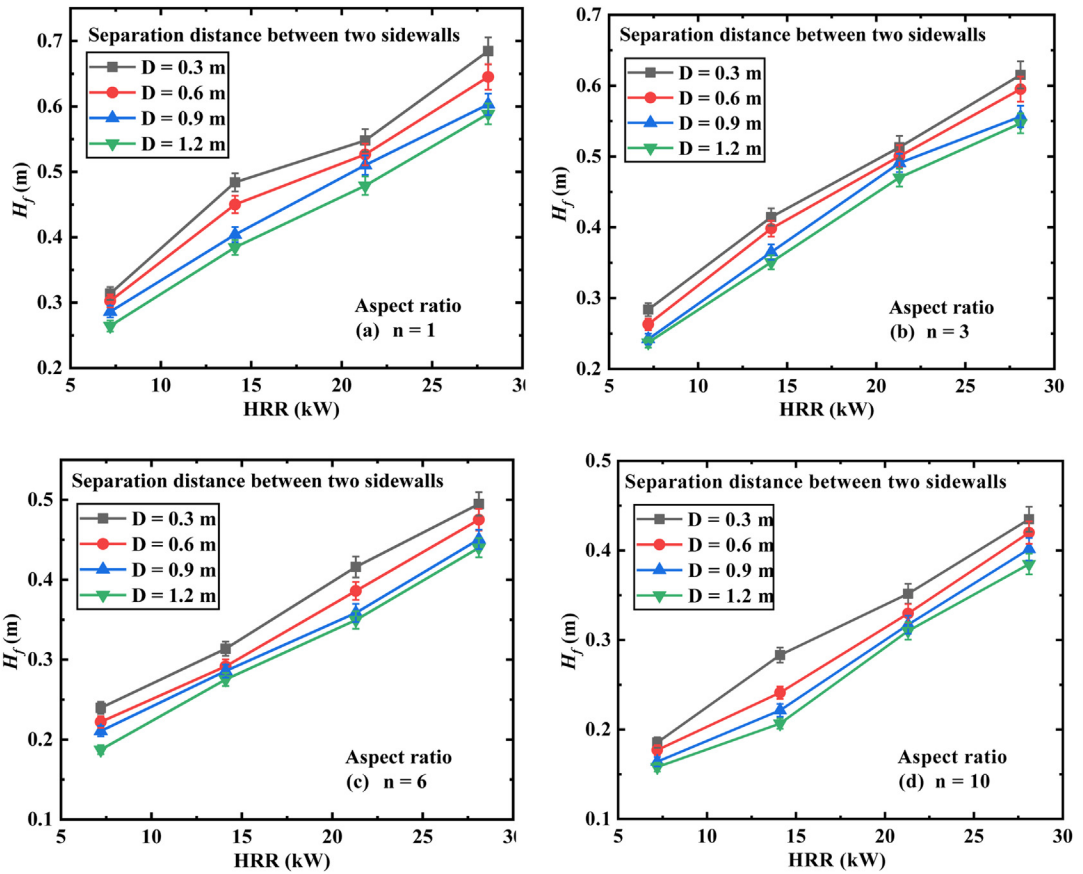 Separation distance between two sidewalls
D = 0.3 m
D = 0.6 m
D = 0.9 m
D = 1.2 m
0.7
0.6
0.5
0.4
0.3
0.2
Hf (m)
Aspect ratio
(a) n = 1
5 10 15 20 25 30
HRR (kW)
Separation distance between two sidewalls
D = 0.3 m
D = 0.6 m
D = 0.9 m
D = 1.2 m
0.7
0.6
0.5
0.4
0.3
0.2
Hf (m)
Aspect ratio
(b) n = 3
5 10 15 20 25 30
HRR (kW)
Separation distance between two sidewalls
D = 0.3 m
D = 0.6 m
D = 0.9 m
D = 1.2 m
0.5
0.4
0.3
0.2
0.1
Hf (m)
Aspect ratio
(c) n = 6
5 10 15 20 25 30
HRR (kW)
Separation distance between two sidewalls
D = 0.3 m
D = 0.6 m
D = 0.9 m
D = 1.2 m
0.5
0.4
0.3
0.2
0.1
Hf (m)
Aspect ratio
(d) n = 10
5 10 15 20 25 30
HRR (kW)